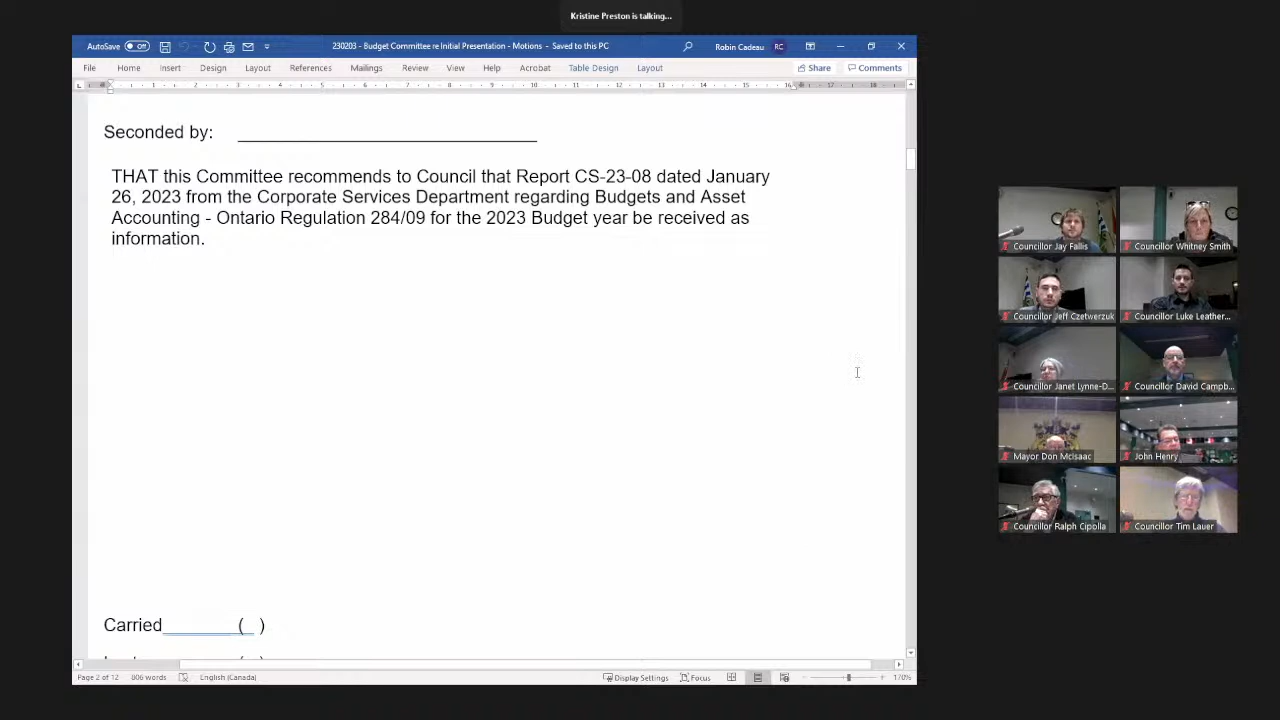 Kristine Preston is talking...
AutoSave Off
230203 - Budget Committee re Initial Presentation - Motions - Saved to this PC
Robin Cadeau RC
File Home Insert Design Layout References Mailings Review View Help Acrobat Table Design Layout
Share Comments
Seconded by:
THAT this Committee recommends to Council that Report CS-23-08 dated January
26, 2023 from the Corporate Services Department regarding Budgets and Asset
Accounting - Ontario Regulation 284/09 for the 2023 Budget year be received as
information.
Carried ( )
Page 2 of 12 806 words English (Canada) Display Settings Focus 170%
Councillor Jay Fallis
Councillor Whitney Smith
Councillor Jeff Czetwerzuk
Councillor Luke Leather...
Councillor Janet Lynne-D...
Councillor David Campb...
Mayor Don McIsaac
John Henry
Councillor Ralph Cipolla
Councillor Tim Lauer